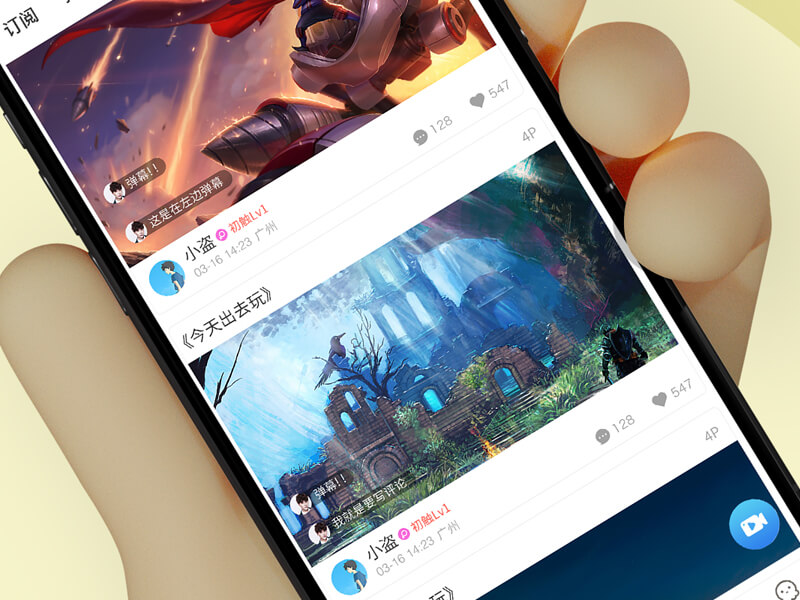 订阅
弹幕!!
这是在左边弹幕
128
547
小盗 初触Lv1
03-16 14:23 广州
4P
《今天出去玩》
弹幕!!
我就是要写评论
128
547
小盗 初触Lv1
03-16 14:23 广州
4P
玩》